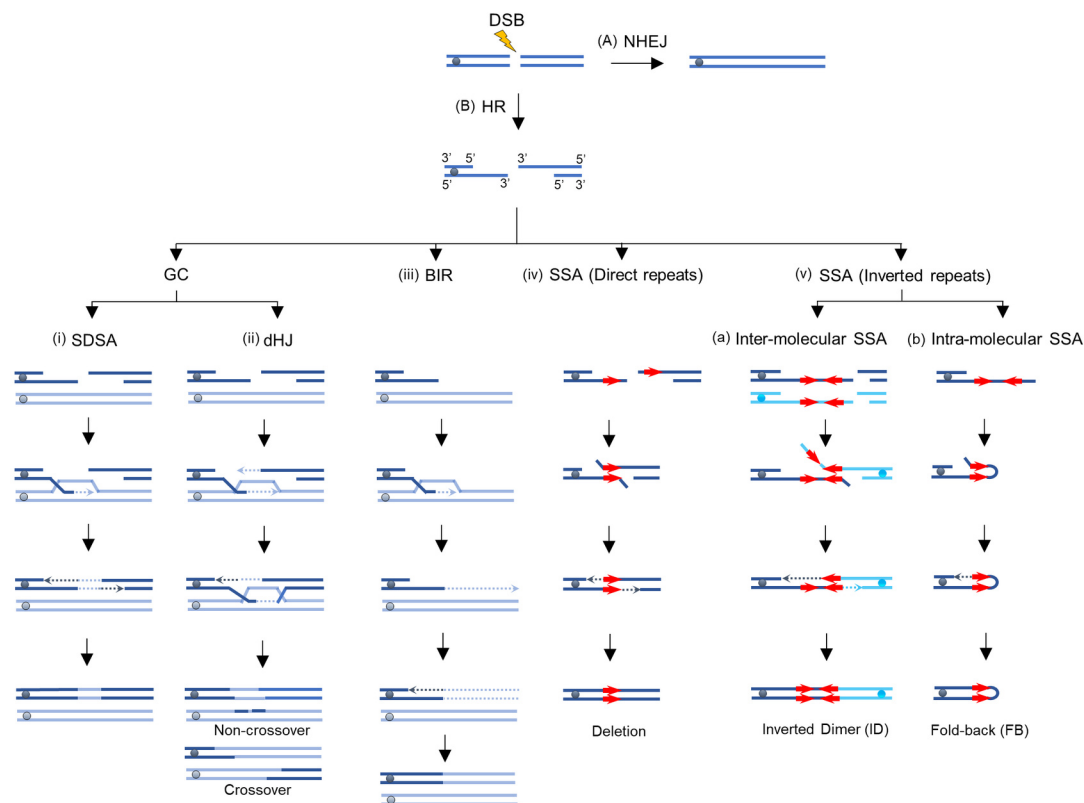 DSB
(A) NHEJ
(B) HR
3' 5' 3' 5'
5' 3' 5' 3'
GC
(iii) BIR
(iv) SSA (Direct repeats)
(v) SSA (Inverted repeats)
(i) SDSA
(ii) dHJ
(a) Inter-molecular SSA
(b) Intra-molecular SSA
Non-crossover
Crossover
Deletion
Inverted Dimer (ID)
Fold-back (FB)